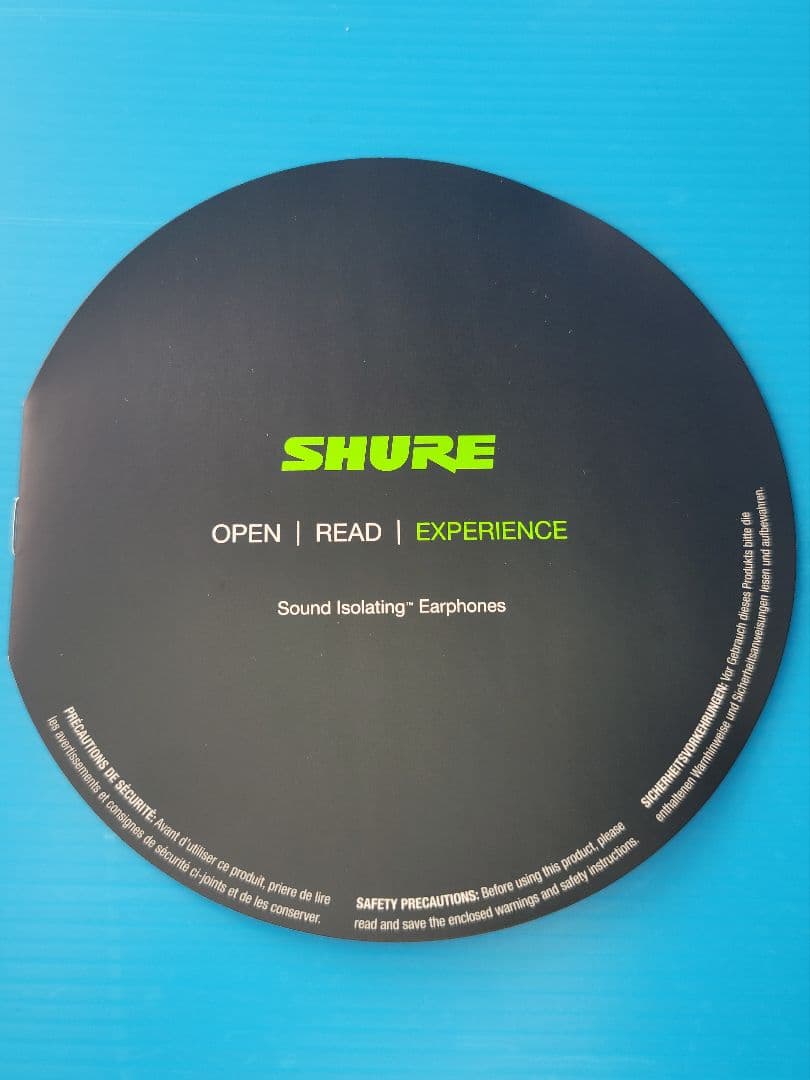 SHURE
OPEN | READ | EXPERIENCE
Sound Isolating™ Earphones
PRÉCAUTIONS DE SÉCURITÉ: Avant d'utiliser ce produit, priere de lire
les avertissements et consignes de sécurité ci-joints et de les conserver.
SAFETY PRECAUTIONS: Before using this product, please
read and save the enclosed warnings and safety instructions.
SICHERHEITSVORKEHRUNGEN: Vor Gebrauch dieses Produkts bitte die
enthaltenen Warnhinweise und Sicherheitsanweisungen lesen und aufbewahren.